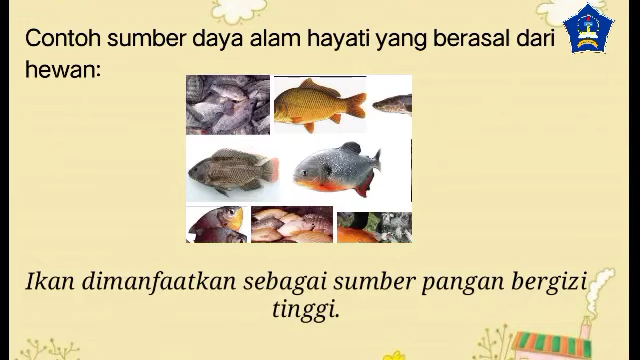 Contoh sumber daya alam hayati yang berasal dari
hewan:
Ikan dimanfaatkan sebagai sumber pangan bergizi
tinggi.